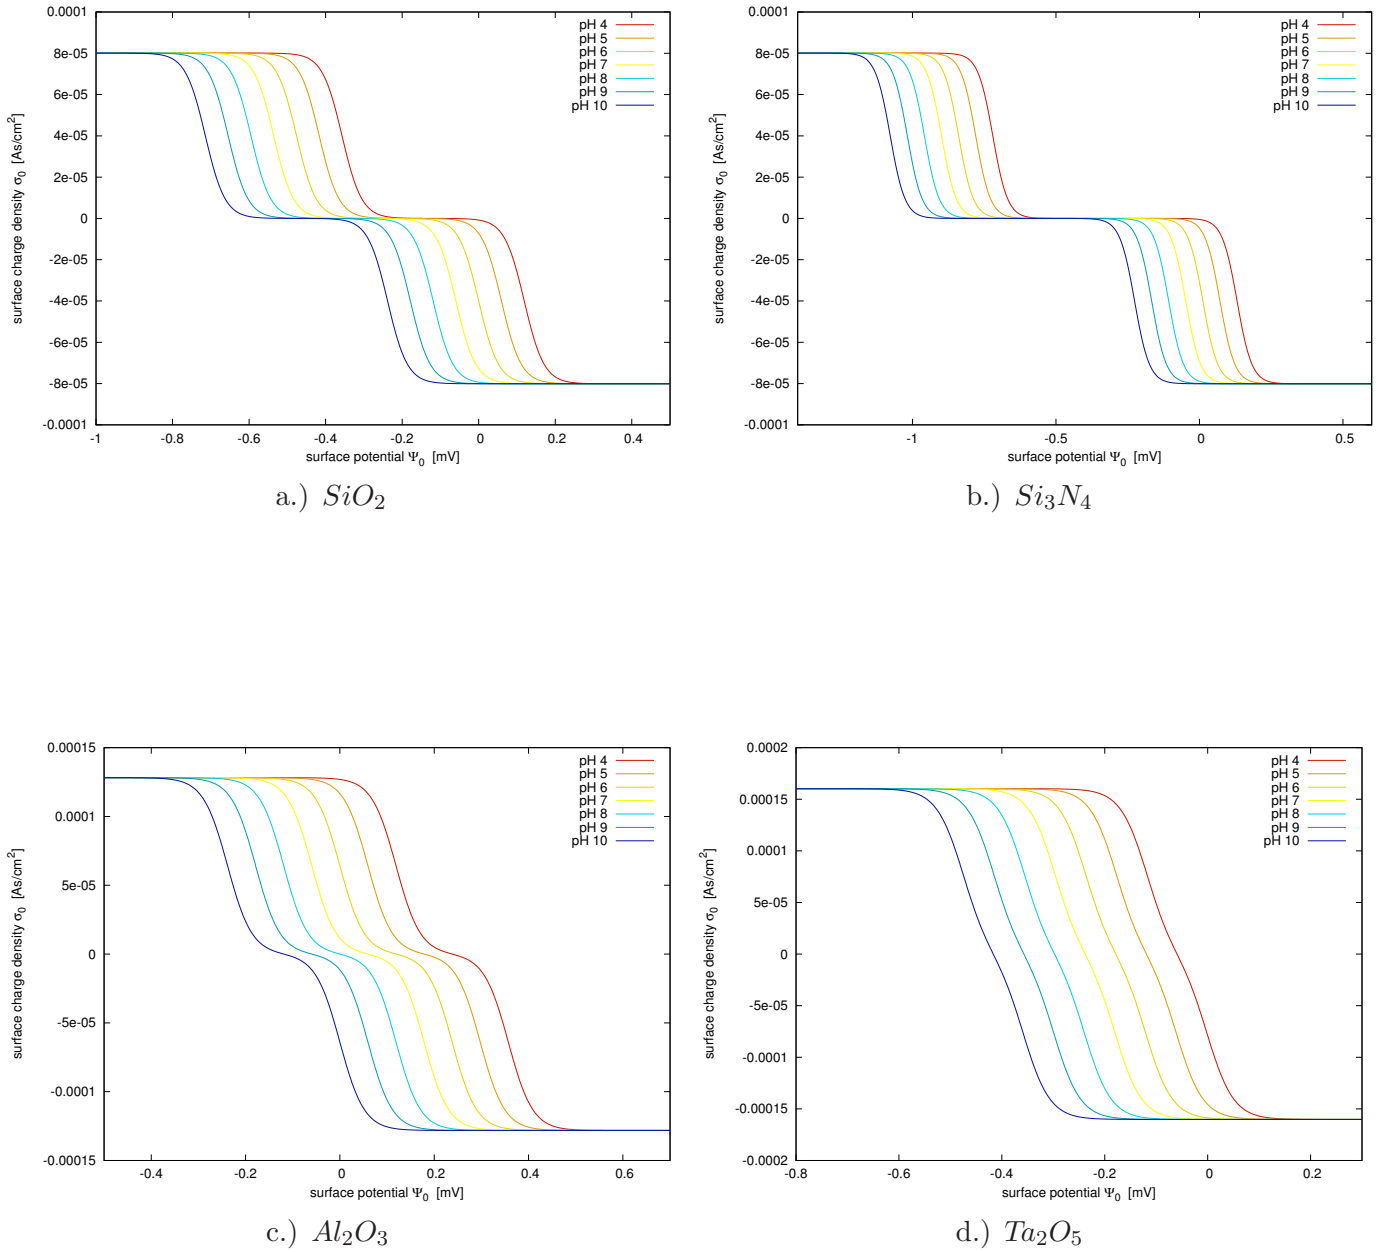 0.0001
8e-05
6e-05
4e-05
2e-05
0
-2e-05
-4e-05
-6e-05
-8e-05
-0.0001
surface charge density σ0 [As/cm2]
pH 4
pH 5
pH 6
pH 7
pH 8
pH 9
pH 10
-1 -0.8 -0.6 -0.4 -0.2 0 0.2 0.4
surface potential Ψ0 [mV]
a.) SiO2
0.0001
8e-05
6e-05
4e-05
2e-05
0
-2e-05
-4e-05
-6e-05
-8e-05
-0.0001
surface charge density σ0 [As/cm2]
pH 4
pH 5
pH 6
pH 7
pH 8
pH 9
pH 10
-1 -0.5 0 0.5
surface potential Ψ0 [mV]
b.) Si3N4
0.00015
0.0001
5e-05
0
-5e-05
-0.0001
-0.00015
surface charge density σ0 [As/cm2]
pH 4
pH 5
pH 6
pH 7
pH 8
pH 9
pH 10
-0.4 -0.2 0 0.2 0.4 0.6
surface potential Ψ0 [mV]
c.) Al2O3
0.0002
0.00015
0.0001
5e-05
0
-5e-05
-0.0001
-0.00015
-0.0002
surface charge density σ0 [As/cm2]
pH 4
pH 5
pH 6
pH 7
pH 8
pH 9
pH 10
-0.8 -0.6 -0.4 -0.2 0 0.2
surface potential Ψ0 [mV]
d.) Ta2O5